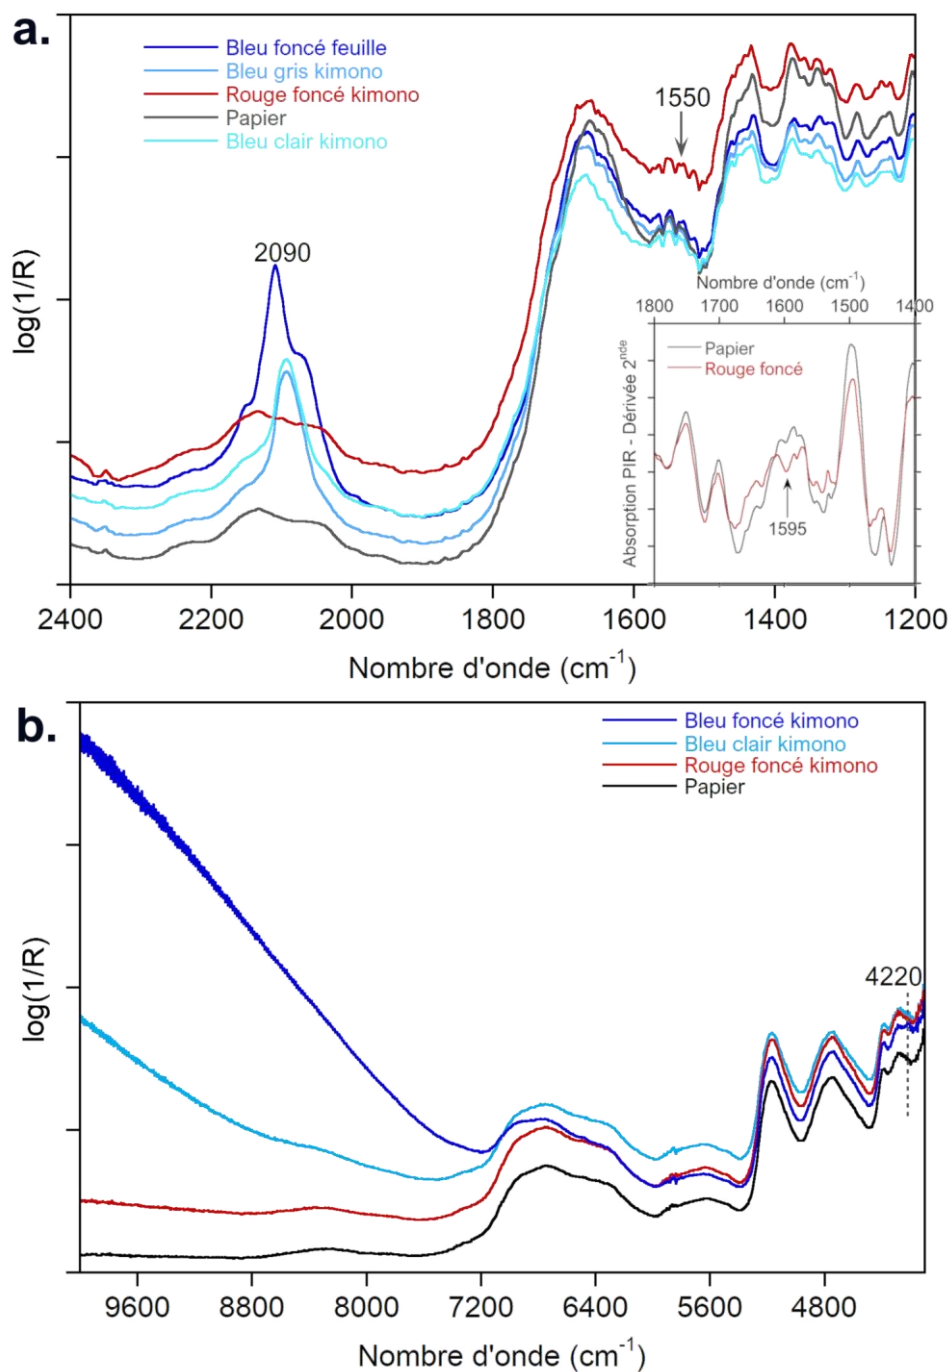 a.
Bleu foncé feuille
Bleu gris kimono
Rouge foncé kimono
Papier
Bleu clair kimono
1550
2090
log(1/R)
Nombre d'onde (cm⁻¹)
1800 1700 1600 1500 1400
Papier
Rouge foncé
Absorption PIR - Dérivée 2ⁿᵈᵉ
1595
2400 2200 2000 1800 1600 1400 1200
Nombre d'onde (cm⁻¹)
b.
Bleu foncé kimono
Bleu clair kimono
Rouge foncé kimono
Papier
4220
log(1/R)
9600 8800 8000 7200 6400 5600 4800
Nombre d'onde (cm⁻¹)